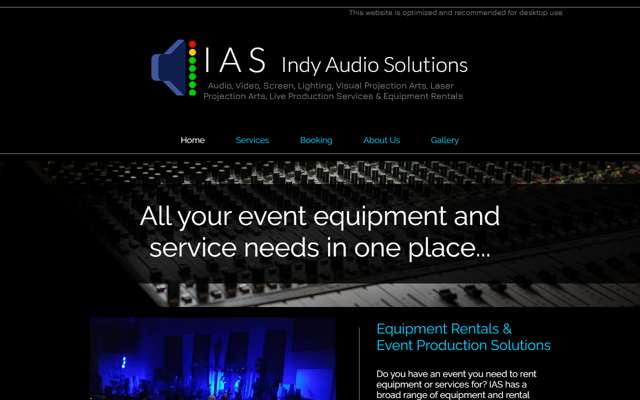 This website is optimized and recommended for desktop use
IAS Indy Audio Solutions
Audio, Video, Screen, Lighting, Visual Projection Arts, Laser
Projection Arts, Live Production Services & Equipment Rentals
Home Services Booking About Us Gallery
All your event equipment and
service needs in one place...
Equipment Rentals &
Event Production Solutions
Do you have an event you need to rent
equipment or services for? IAS has a
broad range of equipment and rental